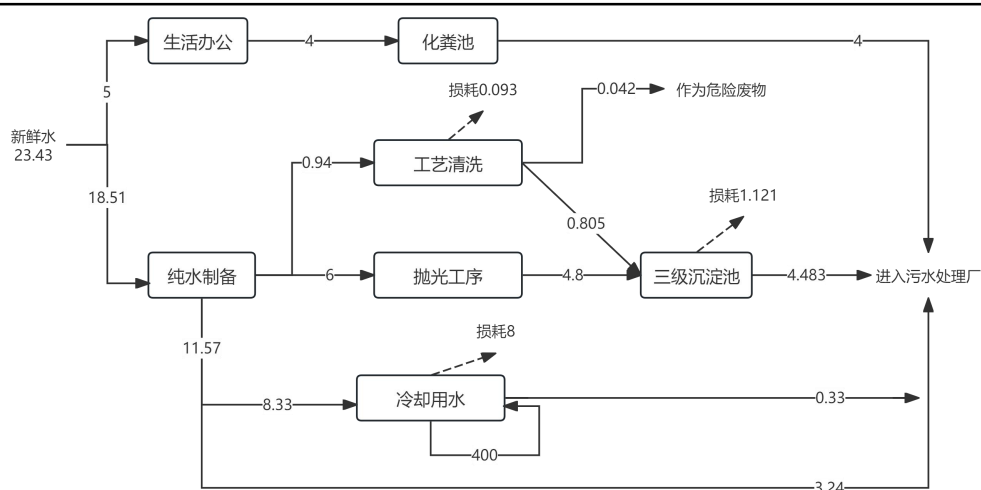 生活办公
4
化粪池
4
5
损耗0.093
0.042
作为危险废物
新鲜水
23.43
0.94
工艺清洗
18.51
损耗1.121
0.805
纯水制备
6
抛光工序
4.8
三级沉淀池
4.483
进入污水处理厂
11.57
损耗8
8.33
冷却用水
0.33
400
3.24